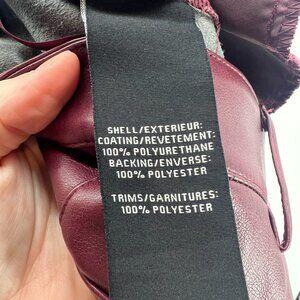 SHELL/EXTERIEUR:
COATING/REVETEMENT:
100% POLYURETHANE
BACKING/ENVERSE:
100% POLYESTER
TRIMS/GARNITURES:
100% POLYESTER